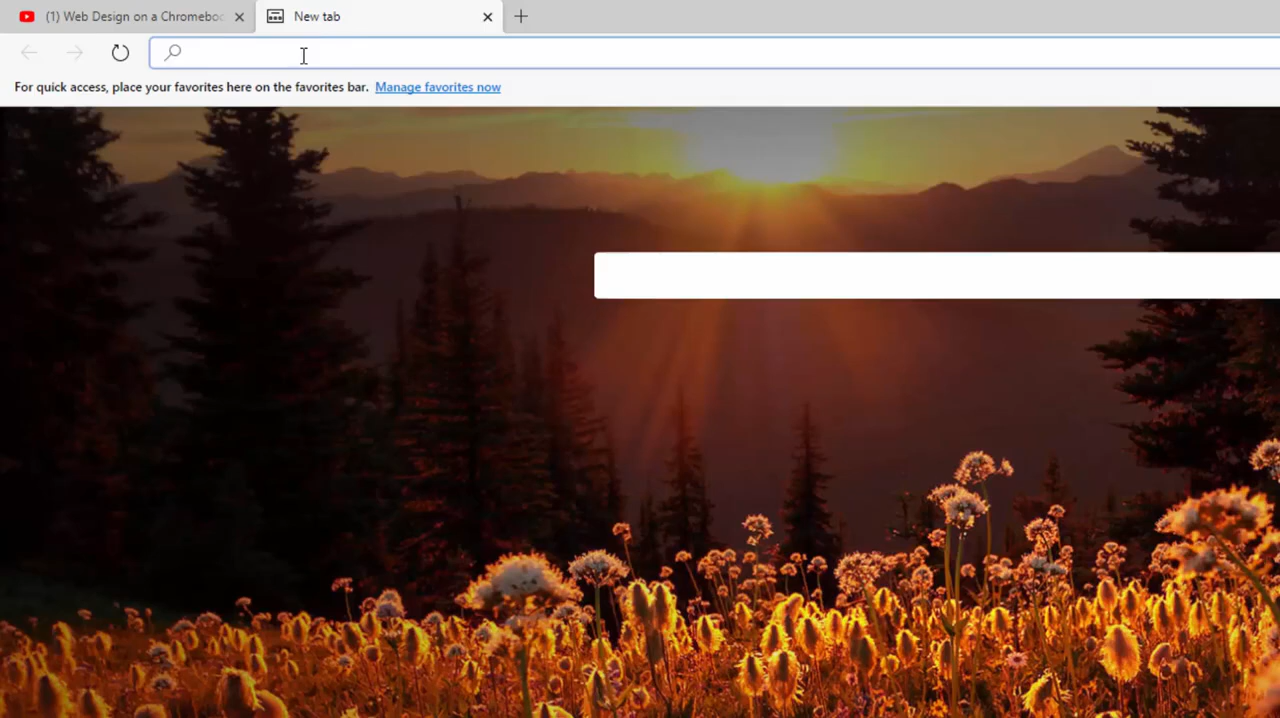 (1) Web Design on a Chromeboo
New tab
For quick access, place your favorites here on the favorites bar. Manage favorites now